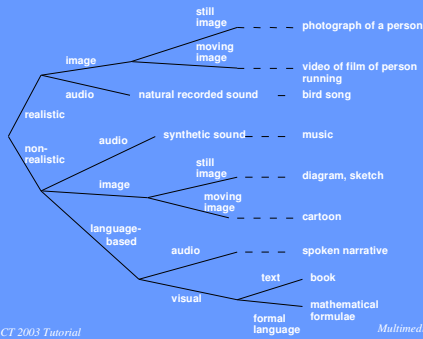 still
image
photograph of a person
moving
image
image
video of film of person
running
audio
natural recorded sound
bird song
realistic
non-
realistic
audio
synthetic sound
music
still
image
diagram, sketch
image
moving
image
cartoon
language-
based
audio
spoken narrative
text
book
visual
mathematical
formulae
formal
language
CT 2003 Tutorial
Multimed